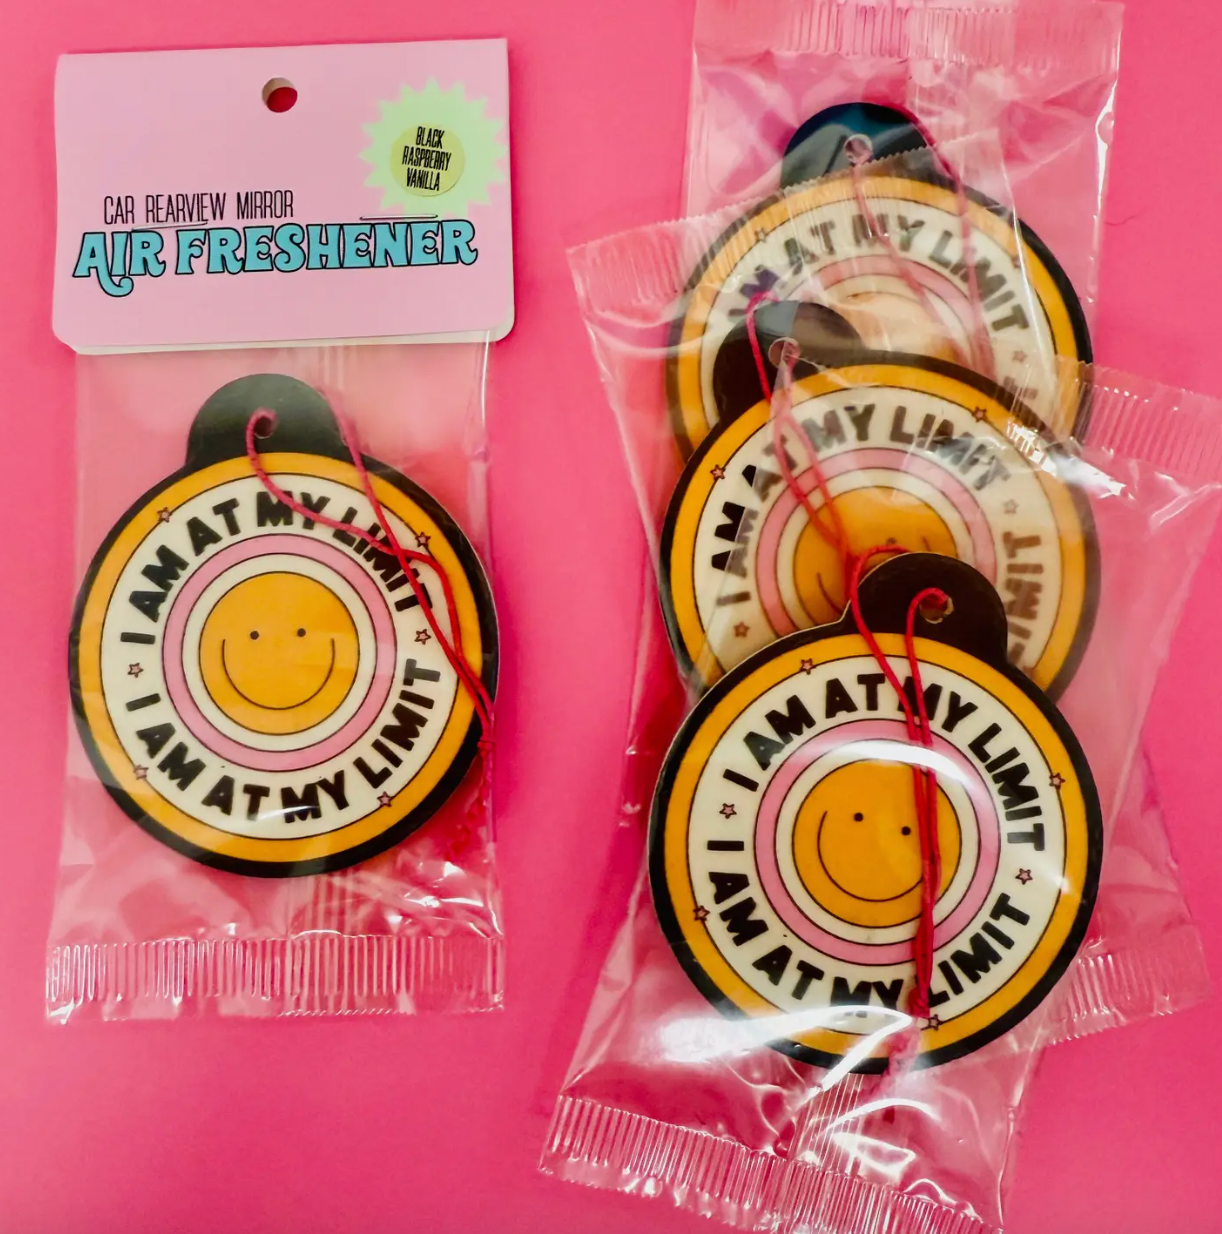 BLACK
RASPBERRY
VANILLA
CAR REARVIEW MIRROR
AIR FRESHENER
I AM AT MY LIMIT
I AM AT MY LIMIT
I AM AT MY LIMIT
I AM AT MY LIMIT
LIMIT
I AM AT MY LIMIT
I AM AT MY LIMIT